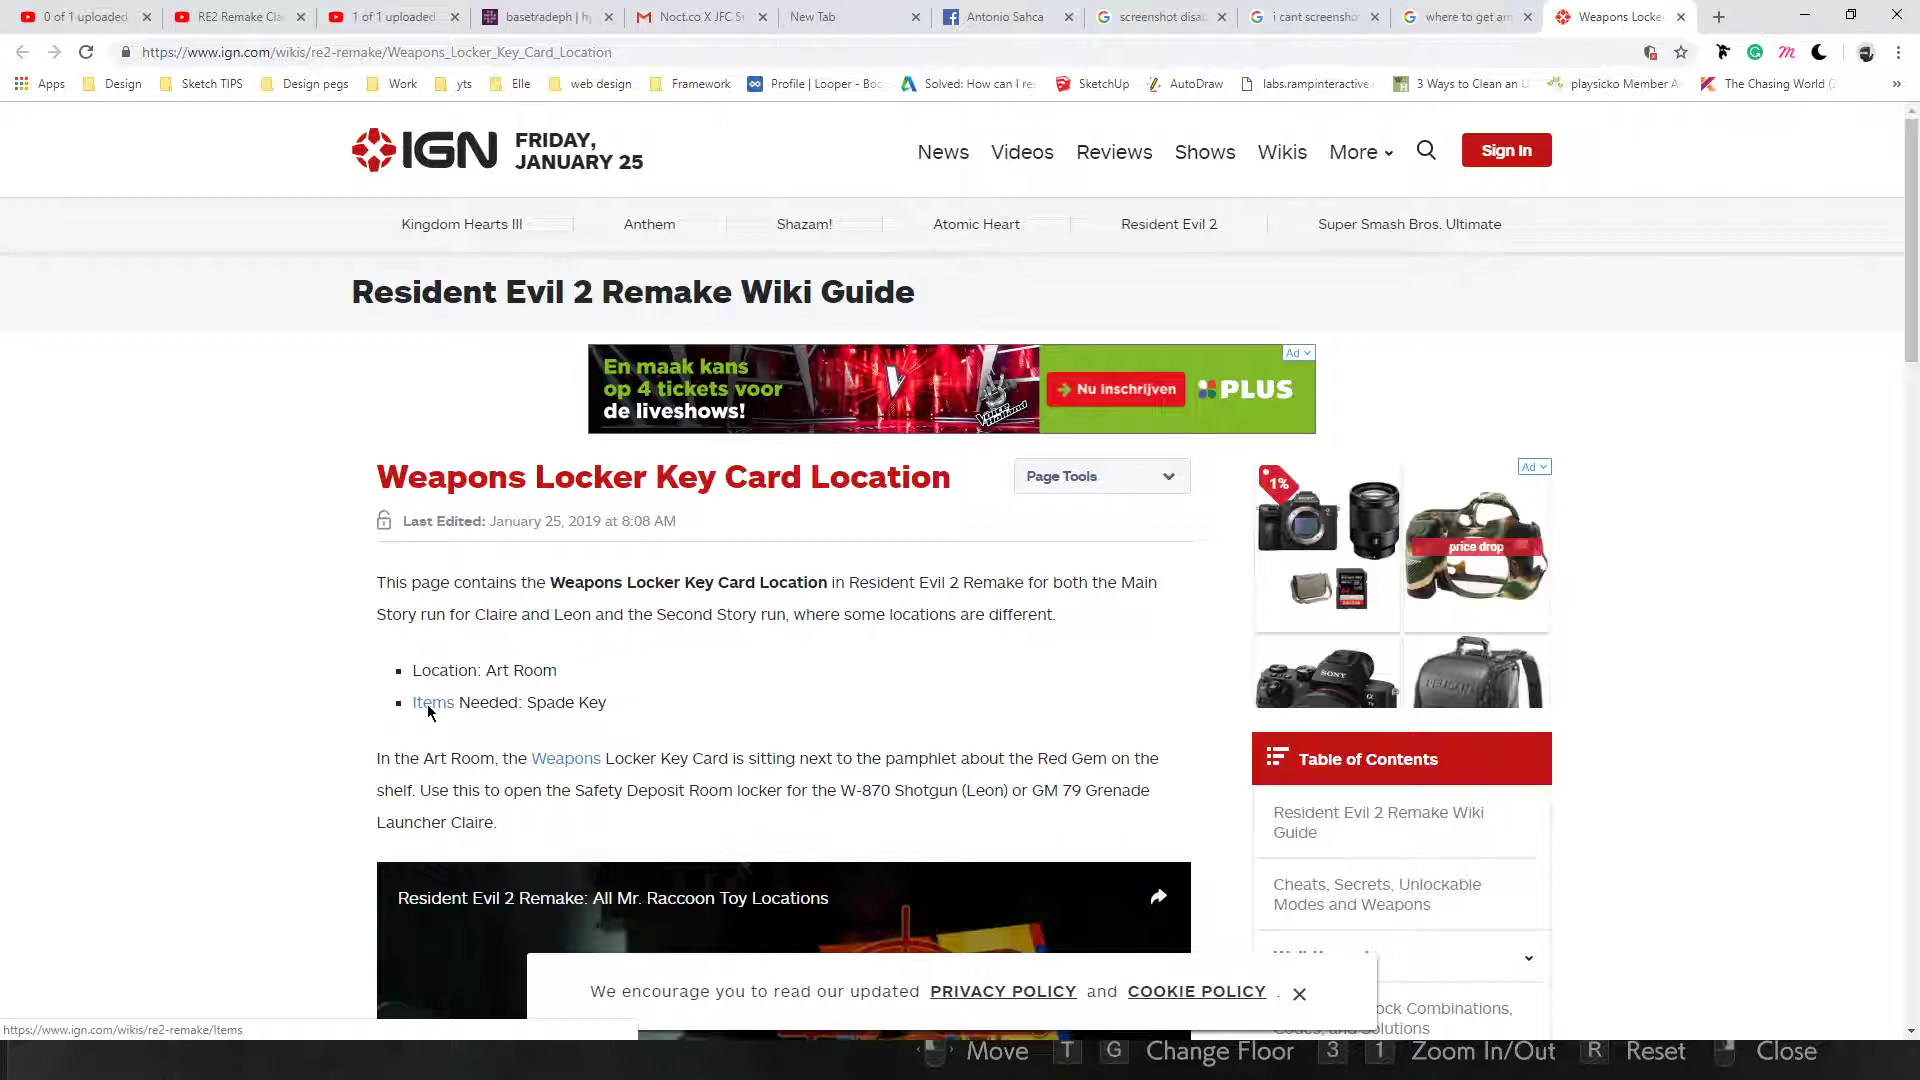 0 of 1 uploaded
RE2 Remake Cla
1 of 1 uploaded
basetradeph | h
Noct.co X JFC S
New Tab
Antonio Sahca
screenshot disa
i cant screensho
where to get am
Weapons Locke
https://www.ign.com/wikis/re2-remake/Weapons_Locker_Key_Card_Location
Apps
Design
Sketch TIPS
Design pegs
Work
yts
Elle
web design
Framework
Profile | Looper - Boc
Solved: How can I re
SketchUp
AutoDraw
labs.rampinteractive
3 Ways to Clean an U
playsicko Member A
The Chasing World (
IGN
FRIDAY,
JANUARY 25
News Videos Reviews Shows Wikis More
Sign In
Kingdom Hearts III
Anthem
Shazam!
Atomic Heart
Resident Evil 2
Super Smash Bros. Ultimate
Resident Evil 2 Remake Wiki Guide
En maak kans
op 4 tickets voor
de liveshows!
Nu inschrijven
PLUS
Ad
Weapons Locker Key Card Location
Page Tools
Last Edited: January 25, 2019 at 8:08 AM
This page contains the Weapons Locker Key Card Location in Resident Evil 2 Remake for both the Main
Story run for Claire and Leon and the Second Story run, where some locations are different.
Location: Art Room
Items Needed: Spade Key
In the Art Room, the Weapons Locker Key Card is sitting next to the pamphlet about the Red Gem on the
shelf. Use this to open the Safety Deposit Room locker for the W-870 Shotgun (Leon) or GM 79 Grenade
Launcher Claire.
Resident Evil 2 Remake: All Mr. Raccoon Toy Locations
Ad
1%
price drop
SONY
PELICAN
Table of Contents
Resident Evil 2 Remake Wiki
Guide
Cheats, Secrets, Unlockable
Modes and Weapons
ock Combinations,
Codes, and Solutions
We encourage you to read our updated PRIVACY POLICY and COOKIE POLICY .
https://www.ign.com/wikis/re2-remake/Items
Move T G Change Floor 3 1 Zoom In/Out R Reset Close